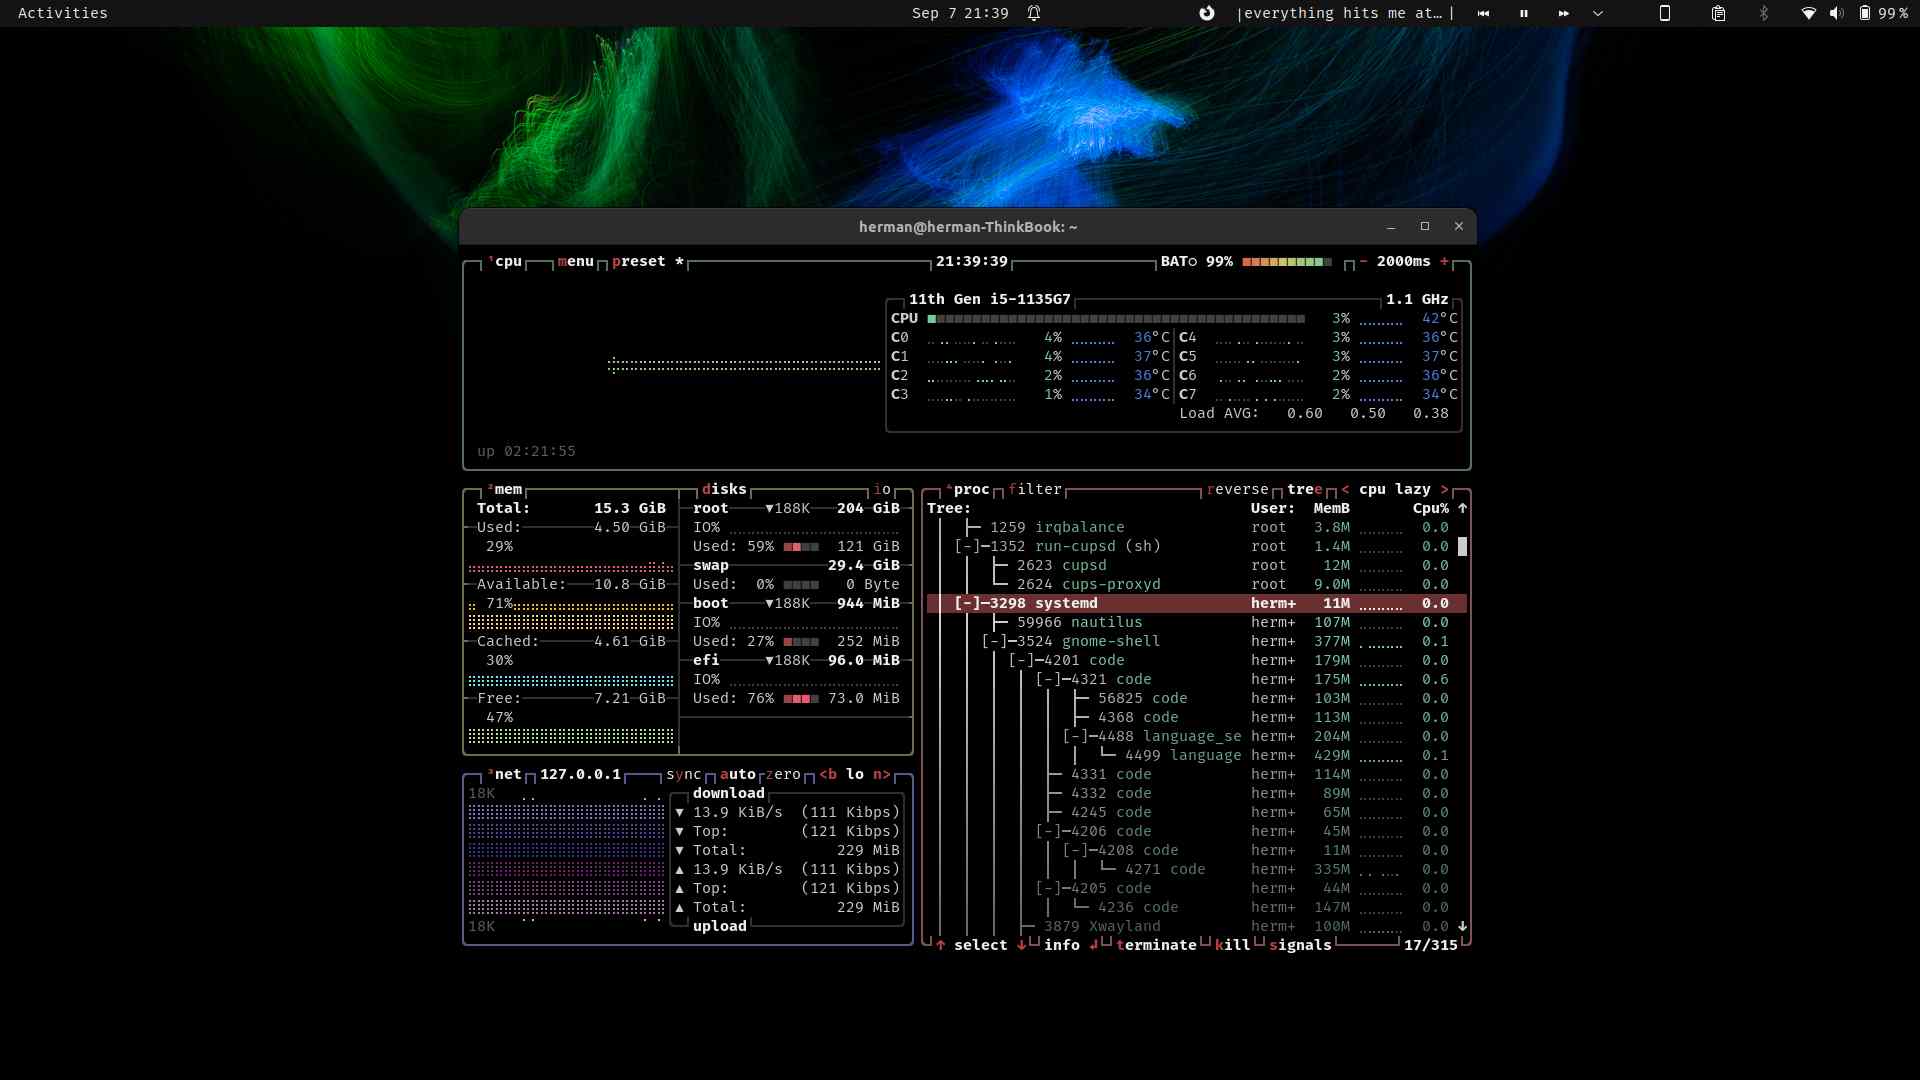 Activities
Sep 7 21:39
|everything hits me at… |
99 %
herman@herman-ThinkBook: ~
¹cpu menu preset * 21:39:39 BAT○ 99% - 2000ms +
11th Gen i5-1135G7 1.1 GHz
CPU 3% 42°C
C0 4% 36°C C4 3% 36°C
C1 4% 37°C C5 3% 37°C
C2 2% 36°C C6 2% 36°C
C3 1% 34°C C7 2% 34°C
Load AVG: 0.60 0.50 0.38
up 02:21:55
²mem disks io
Total: 15.3 GiB root ▼188K 204 GiB
Used: 4.50 GiB IO%
29% Used: 59% 121 GiB
swap 29.4 GiB
Available: 10.8 GiB Used: 0% 0 Byte
71% boot ▼188K 944 MiB
IO%
Cached: 4.61 GiB Used: 27% 252 MiB
30% efi ▼188K 96.0 MiB
IO%
Free: 7.21 GiB Used: 76% 73.0 MiB
47%
³net 127.0.0.1 sync auto zero <b lo n>
18K download
▼ 13.9 KiB/s (111 Kibps)
▼ Top: (121 Kibps)
▼ Total: 229 MiB
▲ 13.9 KiB/s (111 Kibps)
▲ Top: (121 Kibps)
▲ Total: 229 MiB
18K upload
⁴proc filter reverse tree < cpu lazy >
Tree: User: MemB Cpu% ↑
├─ 1259 irqbalance root 3.8M 0.0
[-]─1352 run-cupsd (sh) root 1.4M 0.0
├─ 2623 cupsd root 12M 0.0
└─ 2624 cups-proxyd root 9.0M 0.0
[-]─3298 systemd herm+ 11M 0.0
├─ 59966 nautilus herm+ 107M 0.0
[-]─3524 gnome-shell herm+ 377M 0.1
[-]─4201 code herm+ 179M 0.0
[-]─4321 code herm+ 175M 0.6
├─ 56825 code herm+ 103M 0.0
├─ 4368 code herm+ 113M 0.0
[-]─4488 language_se herm+ 204M 0.0
└─ 4499 language herm+ 429M 0.1
├─ 4331 code herm+ 114M 0.0
├─ 4332 code herm+ 89M 0.0
├─ 4245 code herm+ 65M 0.0
[-]─4206 code herm+ 45M 0.0
[-]─4208 code herm+ 11M 0.0
└─ 4271 code herm+ 335M 0.0
[-]─4205 code herm+ 44M 0.0
└─ 4236 code herm+ 147M 0.0
├─ 3879 Xwayland herm+ 100M 0.0 ↓
↑ select ↓ info ↲ terminate kill signals 17/315